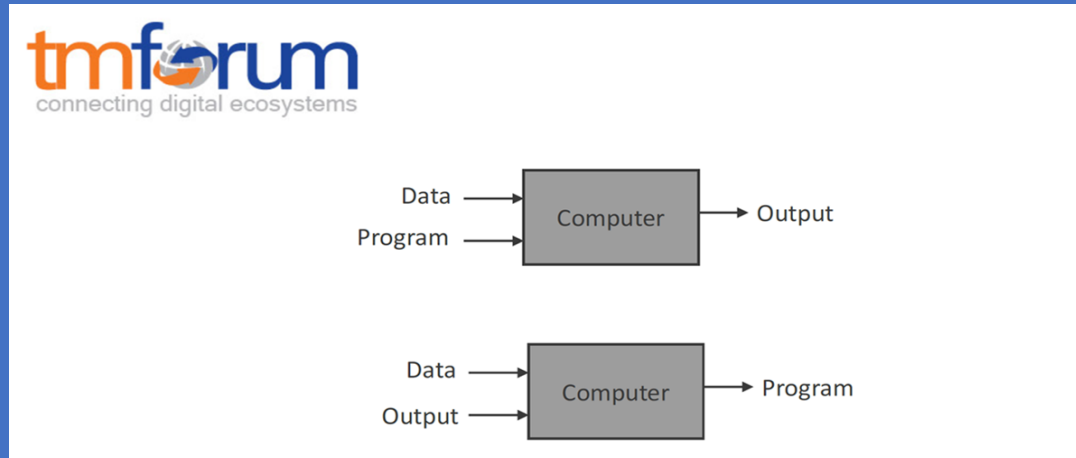 tmforum
connecting digital ecosystems
Data
Program
Computer
Output
Data
Output
Computer
Program